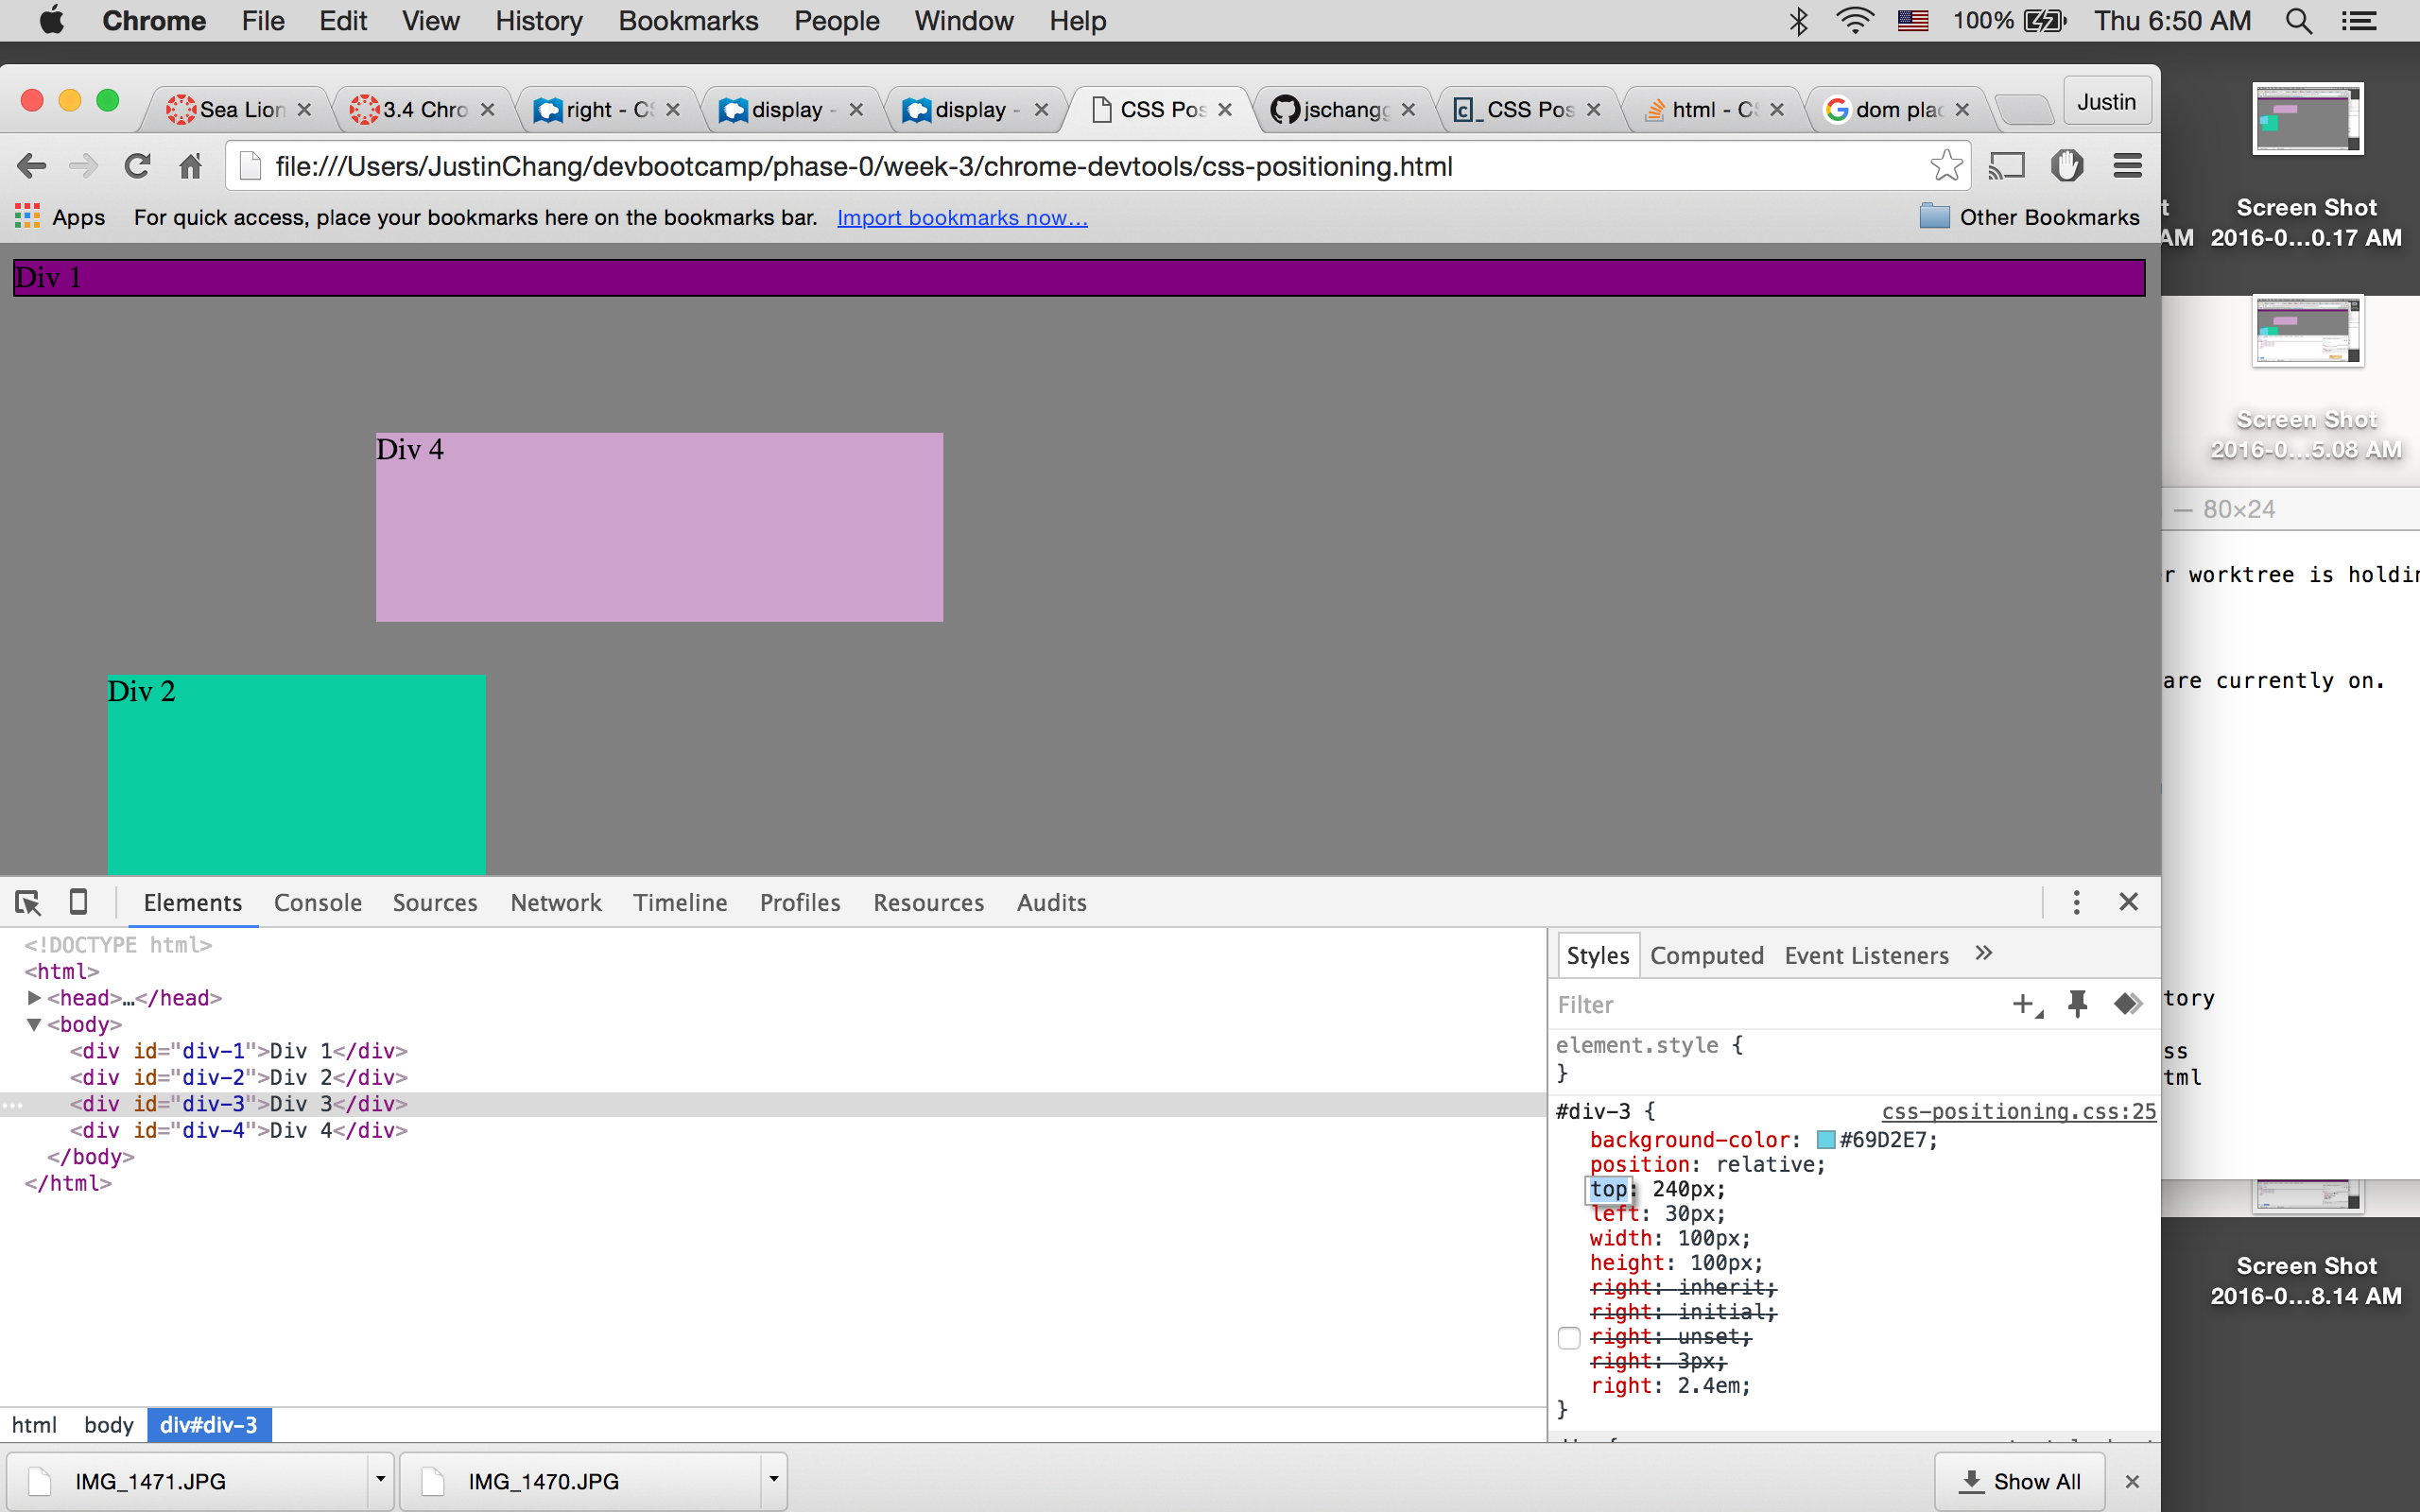 Chrome File Edit View History Bookmarks People Window Help 100% Thu 6:50 AM
Sea Lion 3.4 Chro right - CS display - display - CSS Pos jschangg CSS Pos html - CS dom plac Justin
file:///Users/JustinChang/devbootcamp/phase-0/week-3/chrome-devtools/css-positioning.html
Apps For quick access, place your bookmarks here on the bookmarks bar. Import bookmarks now... Other Bookmarks
Div 1
Div 4
Div 2
Elements Console Sources Network Timeline Profiles Resources Audits
<!DOCTYPE html>
<html>
<head>…</head>
<body>
<div id="div-1">Div 1</div>
<div id="div-2">Div 2</div>
<div id="div-3">Div 3</div>
<div id="div-4">Div 4</div>
</body>
</html>
html body div#div-3
Styles Computed Event Listeners »
Filter
element.style {
}
#div-3 { css-positioning.css:25
background-color: #69D2E7;
position: relative;
top: 240px;
left: 30px;
width: 100px;
height: 100px;
right: inherit;
right: initial;
right: unset;
right: 3px;
right: 2.4em;
}
IMG_1471.JPG IMG_1470.JPG Show All
Screen Shot
AM 2016-0...0.17 AM
Screen Shot
2016-0...5.08 AM
— 80×24
r worktree is holdin
are currently on.
tory
ss
tml
Screen Shot
2016-0...8.14 AM